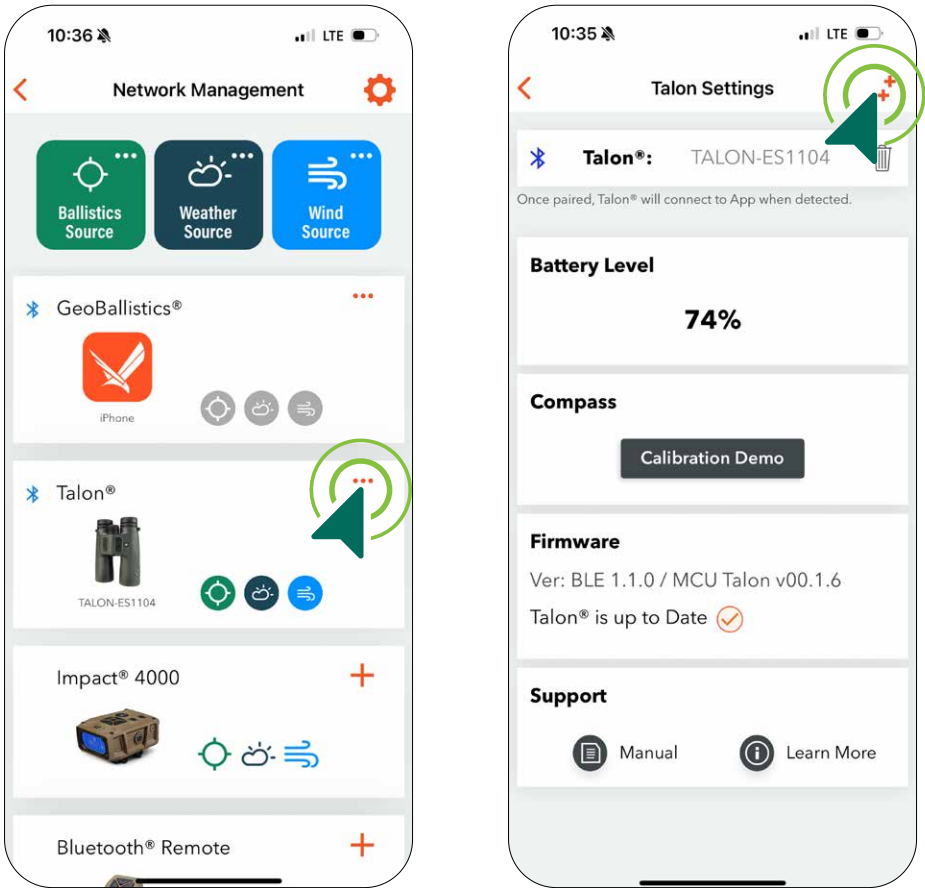 10:36
LTE
Network Management
Ballistics
Source
Weather
Source
Wind
Source
GeoBallistics®
iPhone
Talon®
TALON-ES1104
Impact® 4000
Bluetooth® Remote
10:35
LTE
Talon Settings
Talon®: TALON-ES1104
Once paired, Talon® will connect to App when detected.
Battery Level
74%
Compass
Calibration Demo
Firmware
Ver: BLE 1.1.0 / MCU Talon v00.1.6
Talon® is up to Date
Support
Manual
Learn More